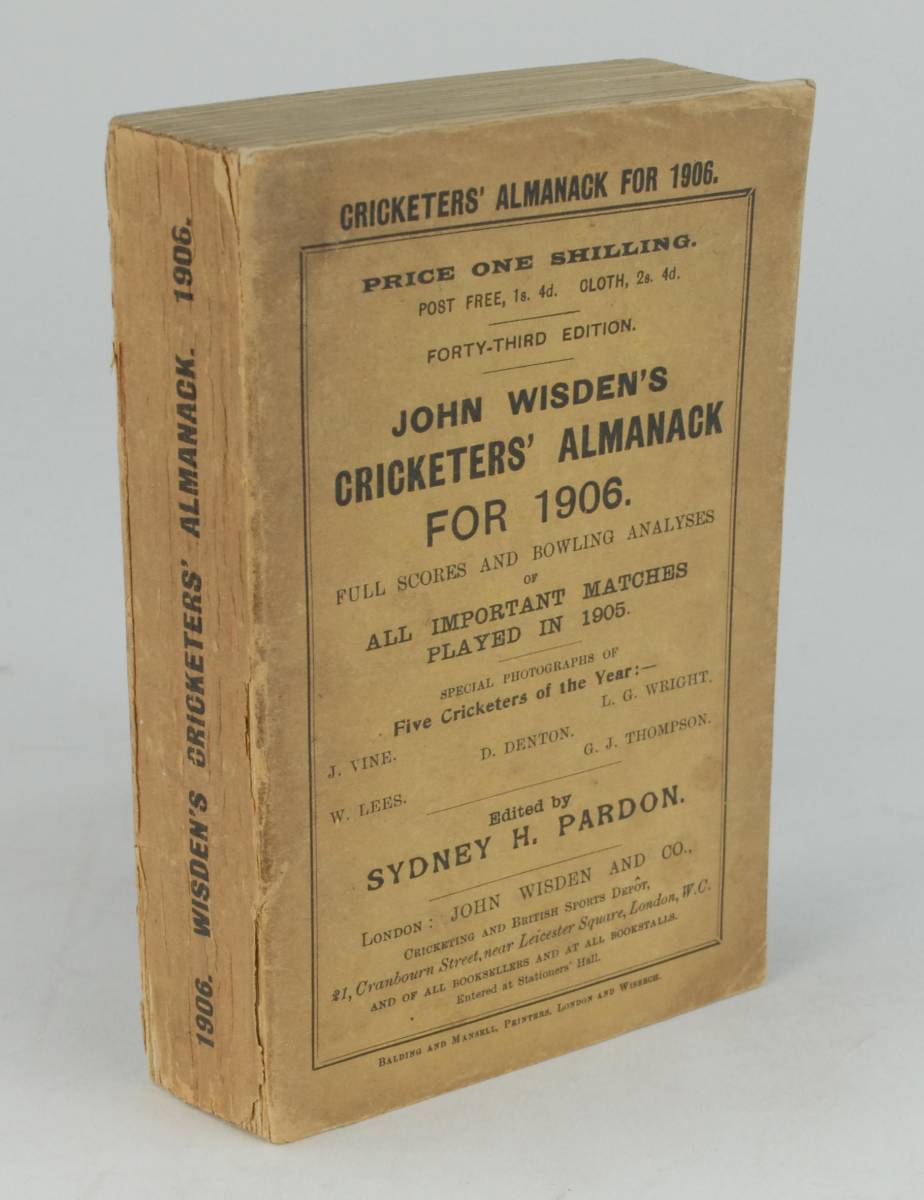 1906. WISDEN'S CRICKETERS' ALMANACK. 1906.
CRICKETERS' ALMANACK FOR 1906.
PRICE ONE SHILLING.
POST FREE, 1s. 4d. CLOTH, 2s. 4d.
FORTY-THIRD EDITION.
JOHN WISDEN'S
CRICKETERS' ALMANACK
FOR 1906.
FULL SCORES AND BOWLING ANALYSES
OF
ALL IMPORTANT MATCHES
PLAYED IN 1905.
SPECIAL PHOTOGRAPHS OF
Five Cricketers of the Year:—
J. VINE. D. DENTON. L. G. WRIGHT.
W. LEES. G. J. THOMPSON.
Edited by
SYDNEY H. PARDON.
LONDON: JOHN WISDEN AND CO.,
CRICKETING AND BRITISH SPORTS DEPÔT,
21, Cranbourn Street, near Leicester Square, London, W.C.
AND OF ALL BOOKSELLERS AND AT ALL BOOKSTALLS.
Entered at Stationers' Hall.
BALDING AND MANSELL, PRINTERS, LONDON AND WISBECH.